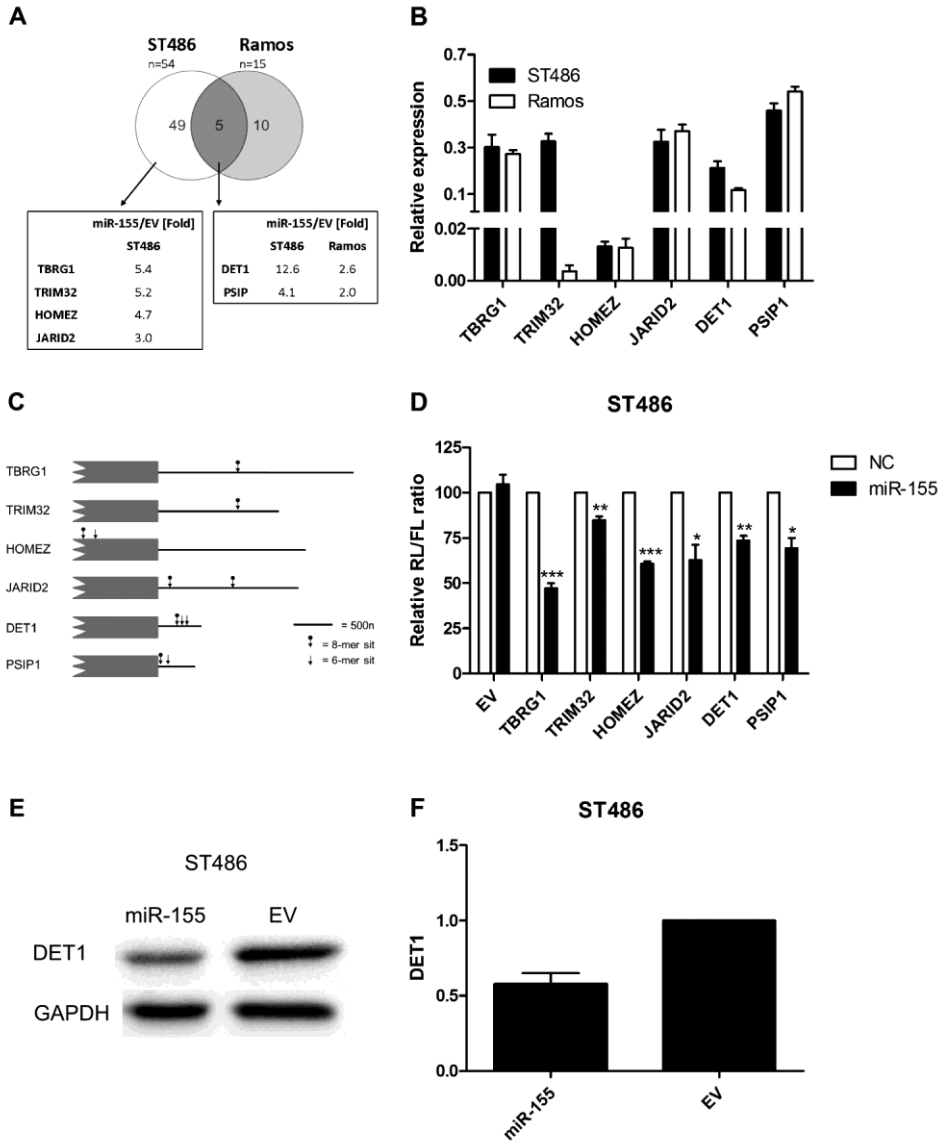 A
ST486
n=54
Ramos
n=15
49 5 10
miR-155/EV [Fold]
ST486
TBRG1 5.4
TRIM32 5.2
HOMEZ 4.7
JARID2 3.0
miR-155/EV [Fold]
ST486 Ramos
DET1 12.6 2.6
PSIP 4.1 2.0
B
Relative expression
0.7
0.5
0.3
0.1
0.02
0.00
ST486
Ramos
TBRG1
TRIM32
HOMEZ
JARID2
DET1
PSIP1
C
TBRG1
TRIM32
HOMEZ
JARID2
DET1
PSIP1
= 500n
= 8-mer sit
= 6-mer sit
D
ST486
Relative RL/FL ratio
125
100
75
50
25
0
NC
miR-155
***
**
***
*
**
*
EV
TBRG1
TRIM32
HOMEZ
JARID2
DET1
PSIP1
E
ST486
miR-155 EV
DET1
GAPDH
F
ST486
DET1
1.5
1.0
0.5
0.0
miR-155
EV